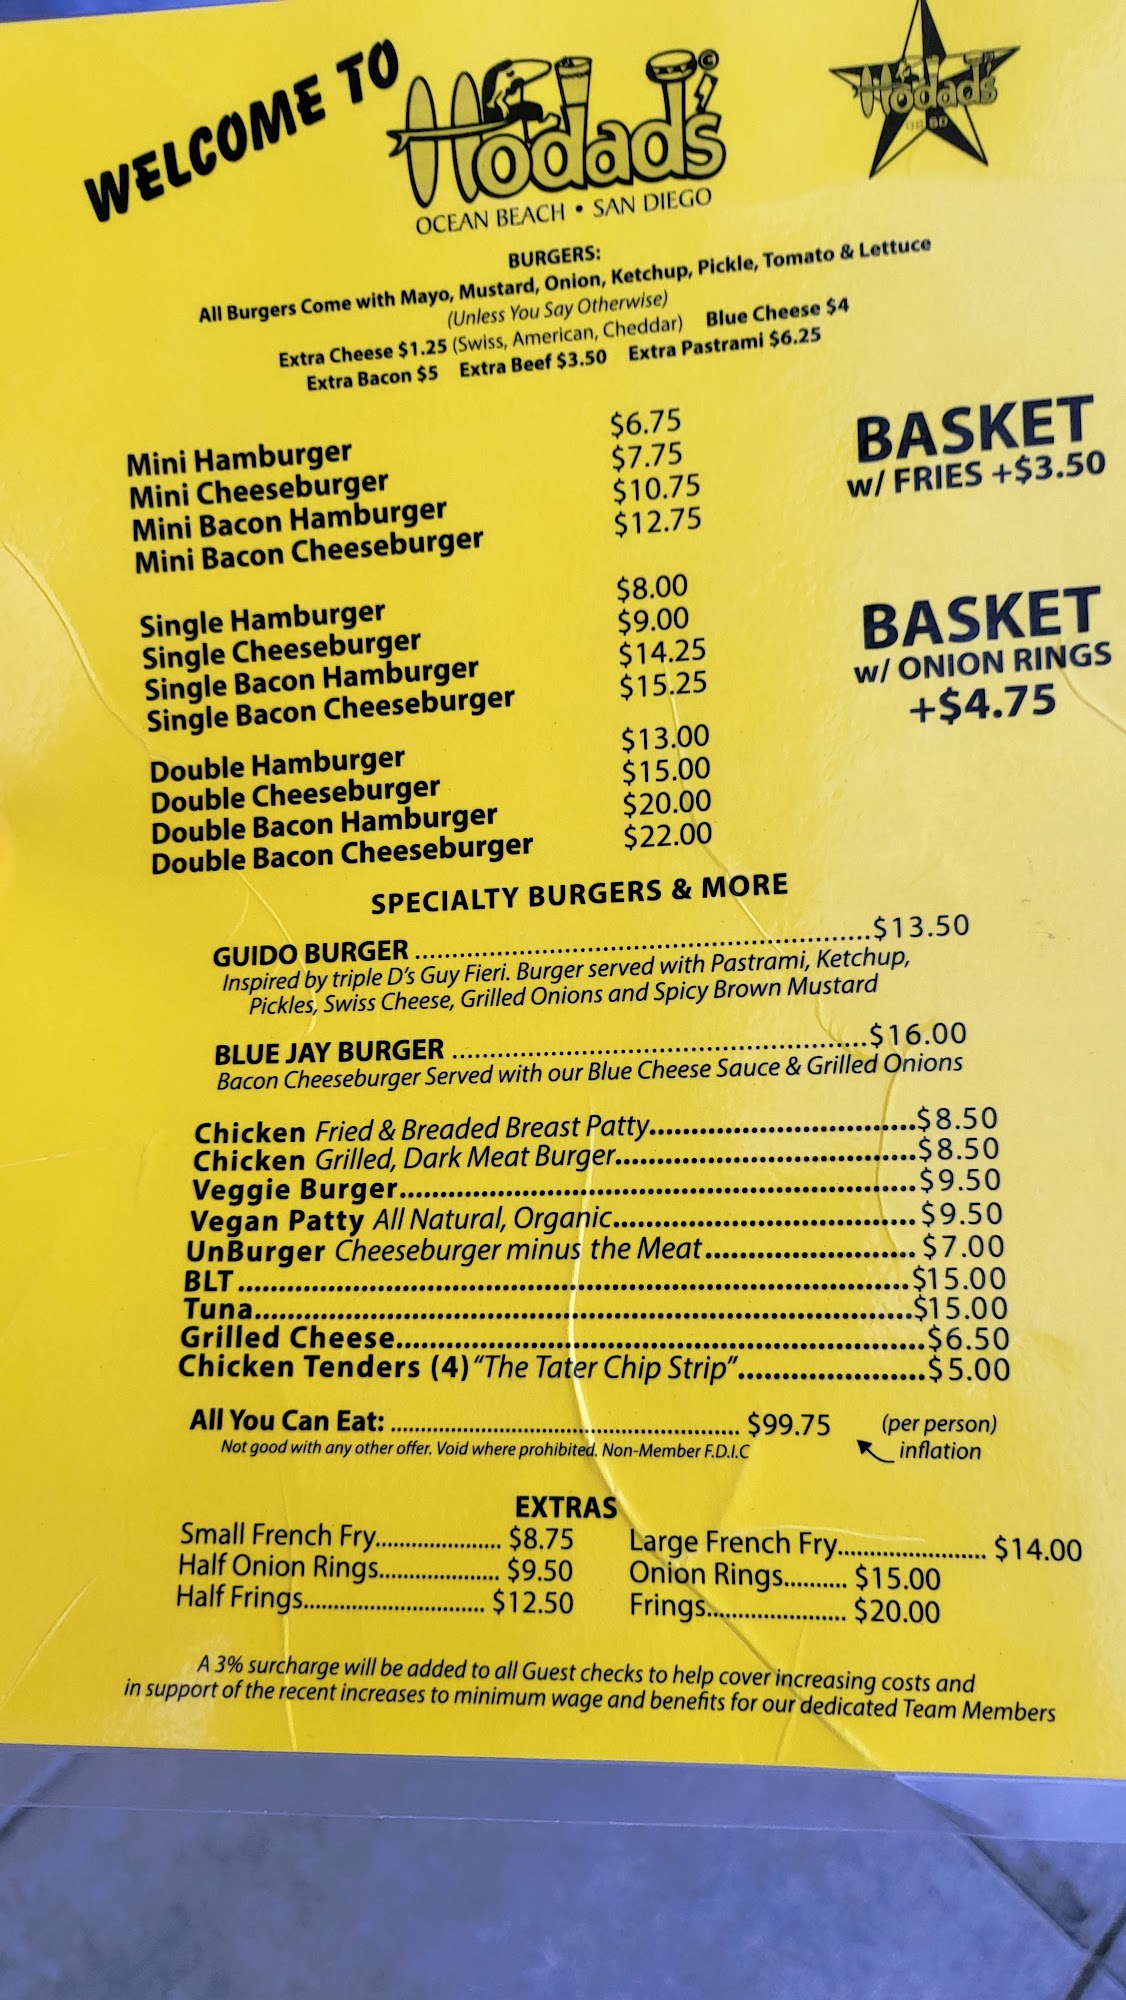 WELCOME TO
Hodad's ©
OCEAN BEACH • SAN DIEGO
Hodad's
OB SD
BURGERS:
All Burgers Come with Mayo, Mustard, Onion, Ketchup, Pickle, Tomato & Lettuce
(Unless You Say Otherwise)
Extra Cheese $1.25 (Swiss, American, Cheddar) Blue Cheese $4
Extra Bacon $5 Extra Beef $3.50 Extra Pastrami $6.25
Mini Hamburger $6.75
Mini Cheeseburger $7.75
Mini Bacon Hamburger $10.75
Mini Bacon Cheeseburger $12.75
BASKET
w/ FRIES +$3.50
Single Hamburger $8.00
Single Cheeseburger $9.00
Single Bacon Hamburger $14.25
Single Bacon Cheeseburger $15.25
BASKET
w/ ONION RINGS
+$4.75
Double Hamburger $13.00
Double Cheeseburger $15.00
Double Bacon Hamburger $20.00
Double Bacon Cheeseburger $22.00
SPECIALTY BURGERS & MORE
GUIDO BURGER ..........$13.50
Inspired by triple D's Guy Fieri. Burger served with Pastrami, Ketchup,
Pickles, Swiss Cheese, Grilled Onions and Spicy Brown Mustard
BLUE JAY BURGER ..........$16.00
Bacon Cheeseburger Served with our Blue Cheese Sauce & Grilled Onions
Chicken Fried & Breaded Breast Patty..........$8.50
Chicken Grilled, Dark Meat Burger..........$8.50
Veggie Burger..........$9.50
Vegan Patty All Natural, Organic..........$9.50
UnBurger Cheeseburger minus the Meat..........$7.00
BLT..........$15.00
Tuna..........$15.00
Grilled Cheese..........$6.50
Chicken Tenders (4) "The Tater Chip Strip"..........$5.00
All You Can Eat: .......... $99.75 (per person)
Not good with any other offer. Void where prohibited. Non-Member F.D.I.C inflation
EXTRAS
Small French Fry.......... $8.75 Large French Fry.......... $14.00
Half Onion Rings.......... $9.50 Onion Rings.......... $15.00
Half Frings.......... $12.50 Frings.......... $20.00
A 3% surcharge will be added to all Guest checks to help cover increasing costs and
in support of the recent increases to minimum wage and benefits for our dedicated Team Members